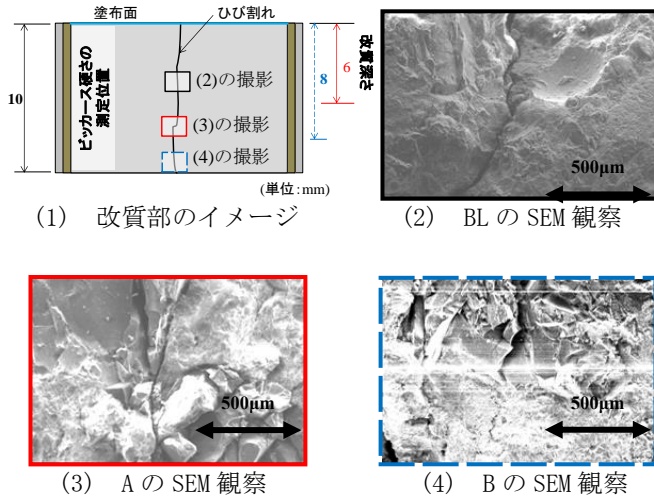 塗布面
ひび割れ
ビッカース硬さの
測定位置
10
(2)の撮影
(3)の撮影
(4)の撮影
8
6
改質深さ
(単位:mm)
(1) 改質部のイメージ
500μm
(2) BL の SEM 観察
500μm
(3) A の SEM 観察
500μm
(4) B の SEM 観察